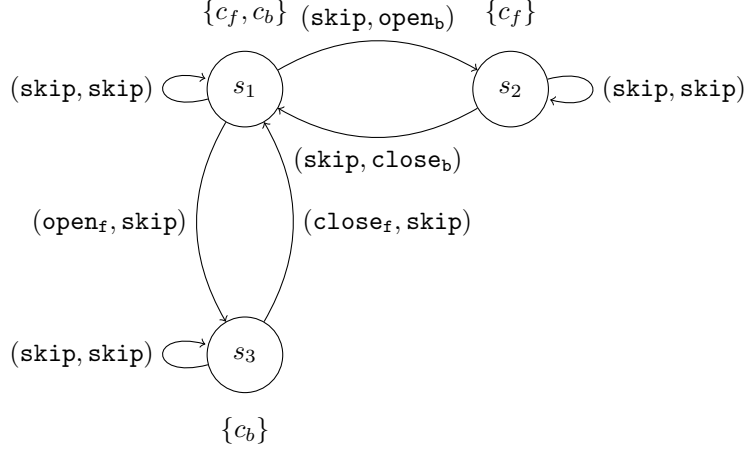 {c_f, c_b}
(skip, open_b)
{c_f}
(skip, skip)
s_1
s_2
(skip, skip)
(skip, close_b)
(open_f, skip)
(close_f, skip)
(skip, skip)
s_3
{c_b}